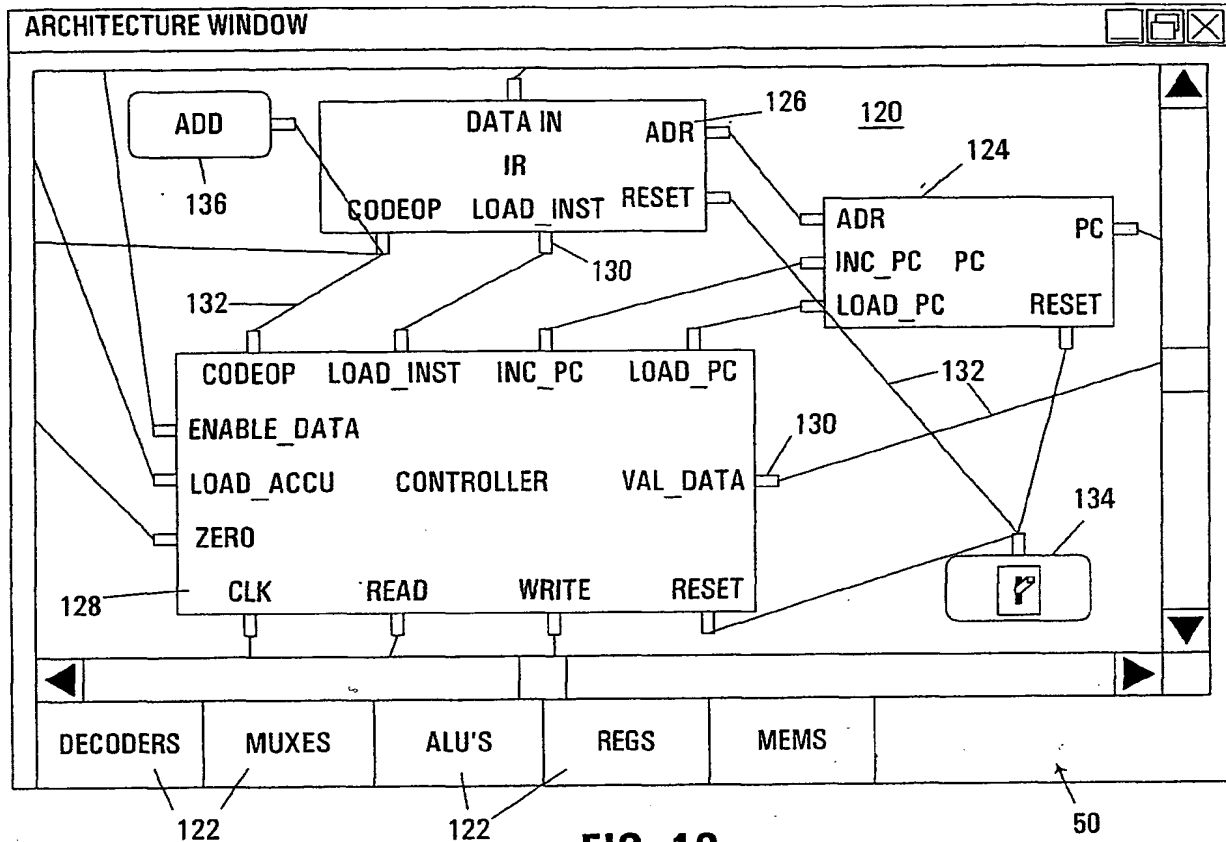 ARCHITECTURE WINDOW
ADD
136
DATA IN
IR
ADR
RESET
CODEOP LOAD_INST
126
120
124
ADR
INC_PC PC
LOAD_PC
PC
RESET
130
132
CODEOP LOAD_INST INC_PC LOAD_PC
ENABLE_DATA
LOAD_ACCU CONTROLLER VAL_DATA
ZERO
CLK READ WRITE RESET
128
132
130
134
DECODERS MUXES ALU'S REGS MEMS
122 122 50